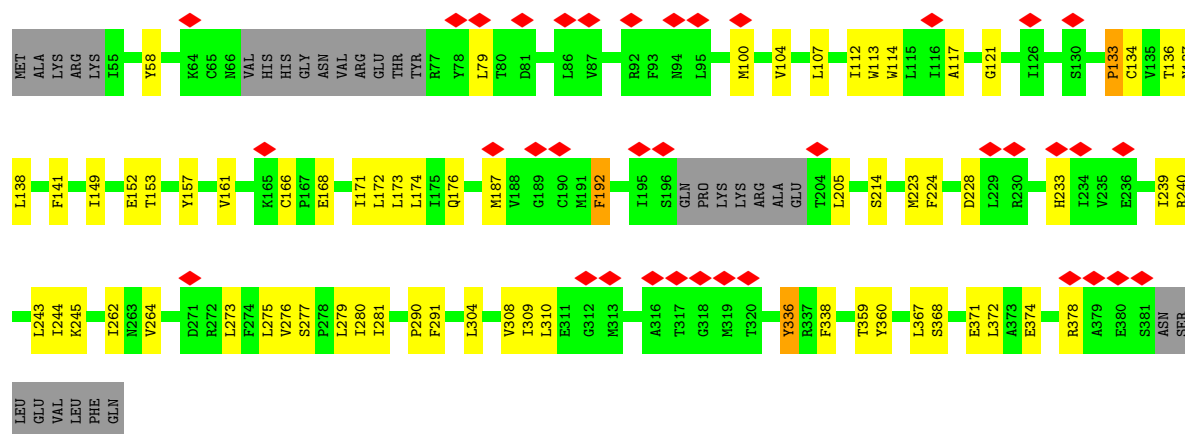 MET ALA LYS ARG LYS I55 Y58 K64 C65 N66 VAL HIS HIS GLY ASN VAL ARG GLU THR TYR R77 Y78 L79 T80 D81 L86 V87 R92 F93 N94 L95 M100 V104 L107 I112 W113 W114 L115 I116 A117 G121 I126 S130 P133 C134 V135 T136
L138 F141 I149 E152 T153 Y157 V161 K165 C166 P167 E168 I171 L172 L173 L174 I175 Q176 M187 V188 G189 C190 M191 F192 I195 S196 GLN PRO LYS LYS ARG ALA GLU T204 L205 S214 M223 F224 D228 L229 R230 H233 I234 V235 E236 I239 R240
L243 I244 K245 I262 N263 V264 D271 R272 L273 F274 L275 V276 S277 P278 L279 I280 I281 P290 F291 L304 V308 I309 L310 E311 G312 M313 A316 T317 G318 M319 T320 Y336 R337 F338 T359 Y360 L367 S368 E371 L372 A373 E374 R378 A379 E380 S381 ASN SER
LEU GLU VAL LEU PHE GLN